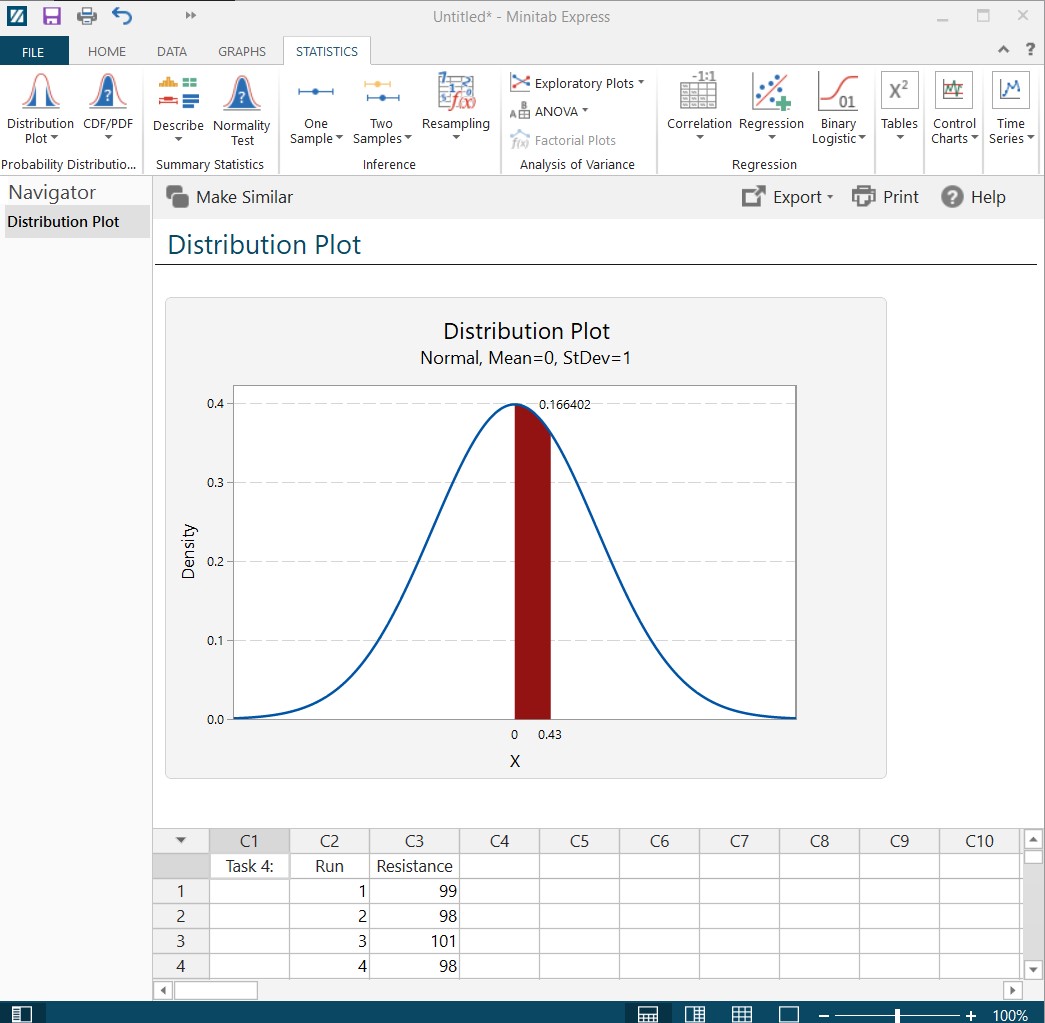 Untitled* - Minitab Express
FILE HOME DATA GRAPHS STATISTICS
Distribution Plot
CDF/PDF
Probability Distributio...
Describe
Normality Test
Summary Statistics
One Sample
Two Samples
Resampling
Inference
Exploratory Plots
ANOVA
Factorial Plots
Analysis of Variance
-1:1
Correlation
Regression
01
Binary Logistic
Regression
X²
Tables
Control Charts
Time Series
Navigator
Distribution Plot
Make Similar
Export
Print
Help
Distribution Plot
Distribution Plot
Normal, Mean=0, StDev=1
0.166402
0.4
0.3
0.2
0.1
0.0
Density
0 0.43
X
C1 C2 C3 C4 C5 C6 C7 C8 C9 C10
Task 4: Run Resistance
1 1 99
2 2 98
3 3 101
4 4 98
100%